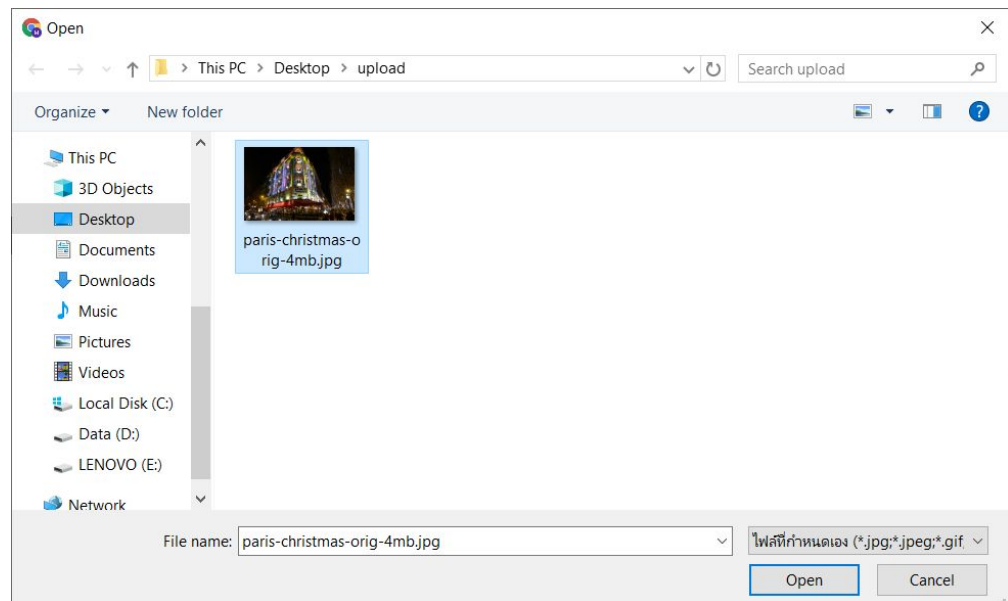 Open
This PC > Desktop > upload
Search upload
Organize
New folder
This PC
3D Objects
Desktop
Documents
Downloads
Music
Pictures
Videos
Local Disk (C:)
Data (D:)
LENOVO (E:)
Network
paris-christmas-o
rig-4mb.jpg
File name: paris-christmas-orig-4mb.jpg
ไฟล์ที่กำหนดเอง (*.jpg;*.jpeg;*.gif;
Open
Cancel